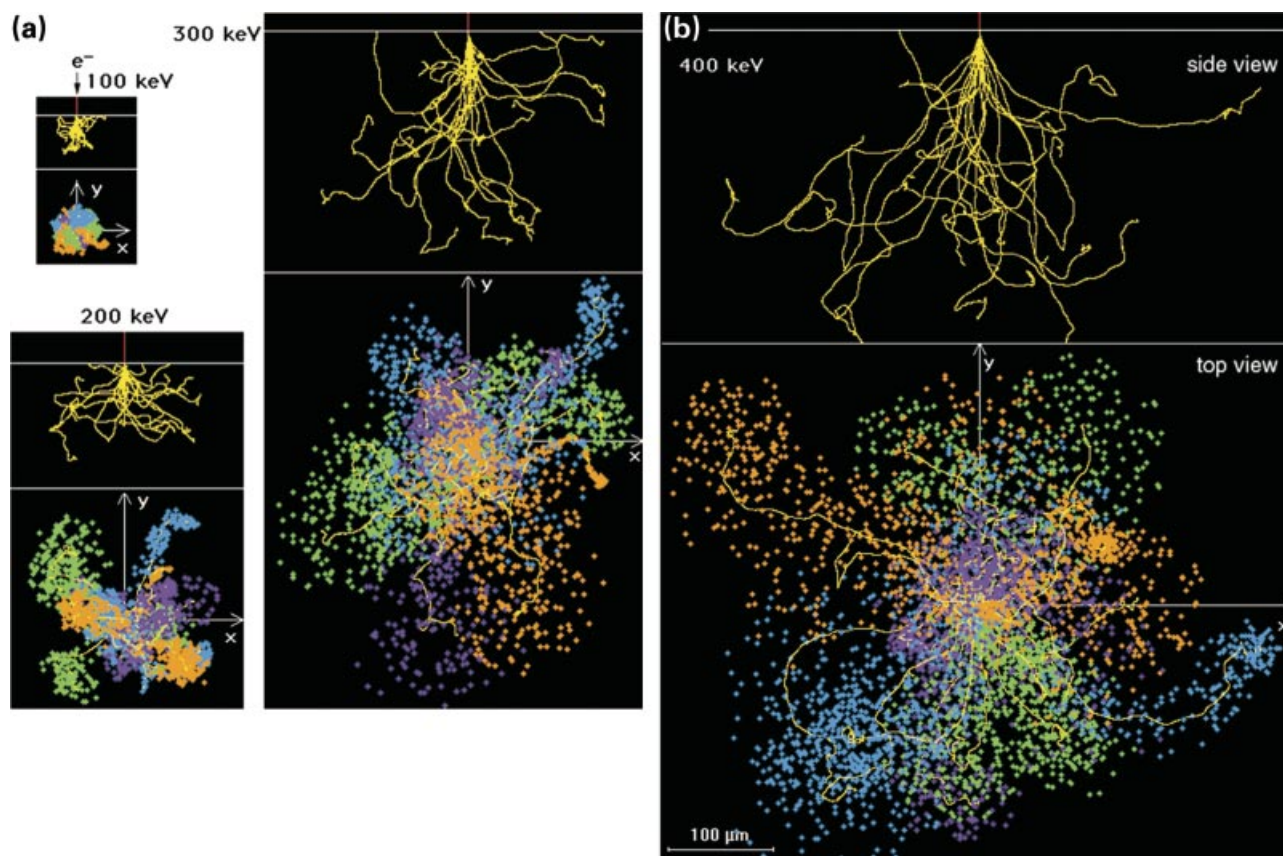 (a)
e⁻
100 keV
y
x
200 keV
y
x
300 keV
y
x
(b)
400 keV
side view
top view
y
x
100 µm